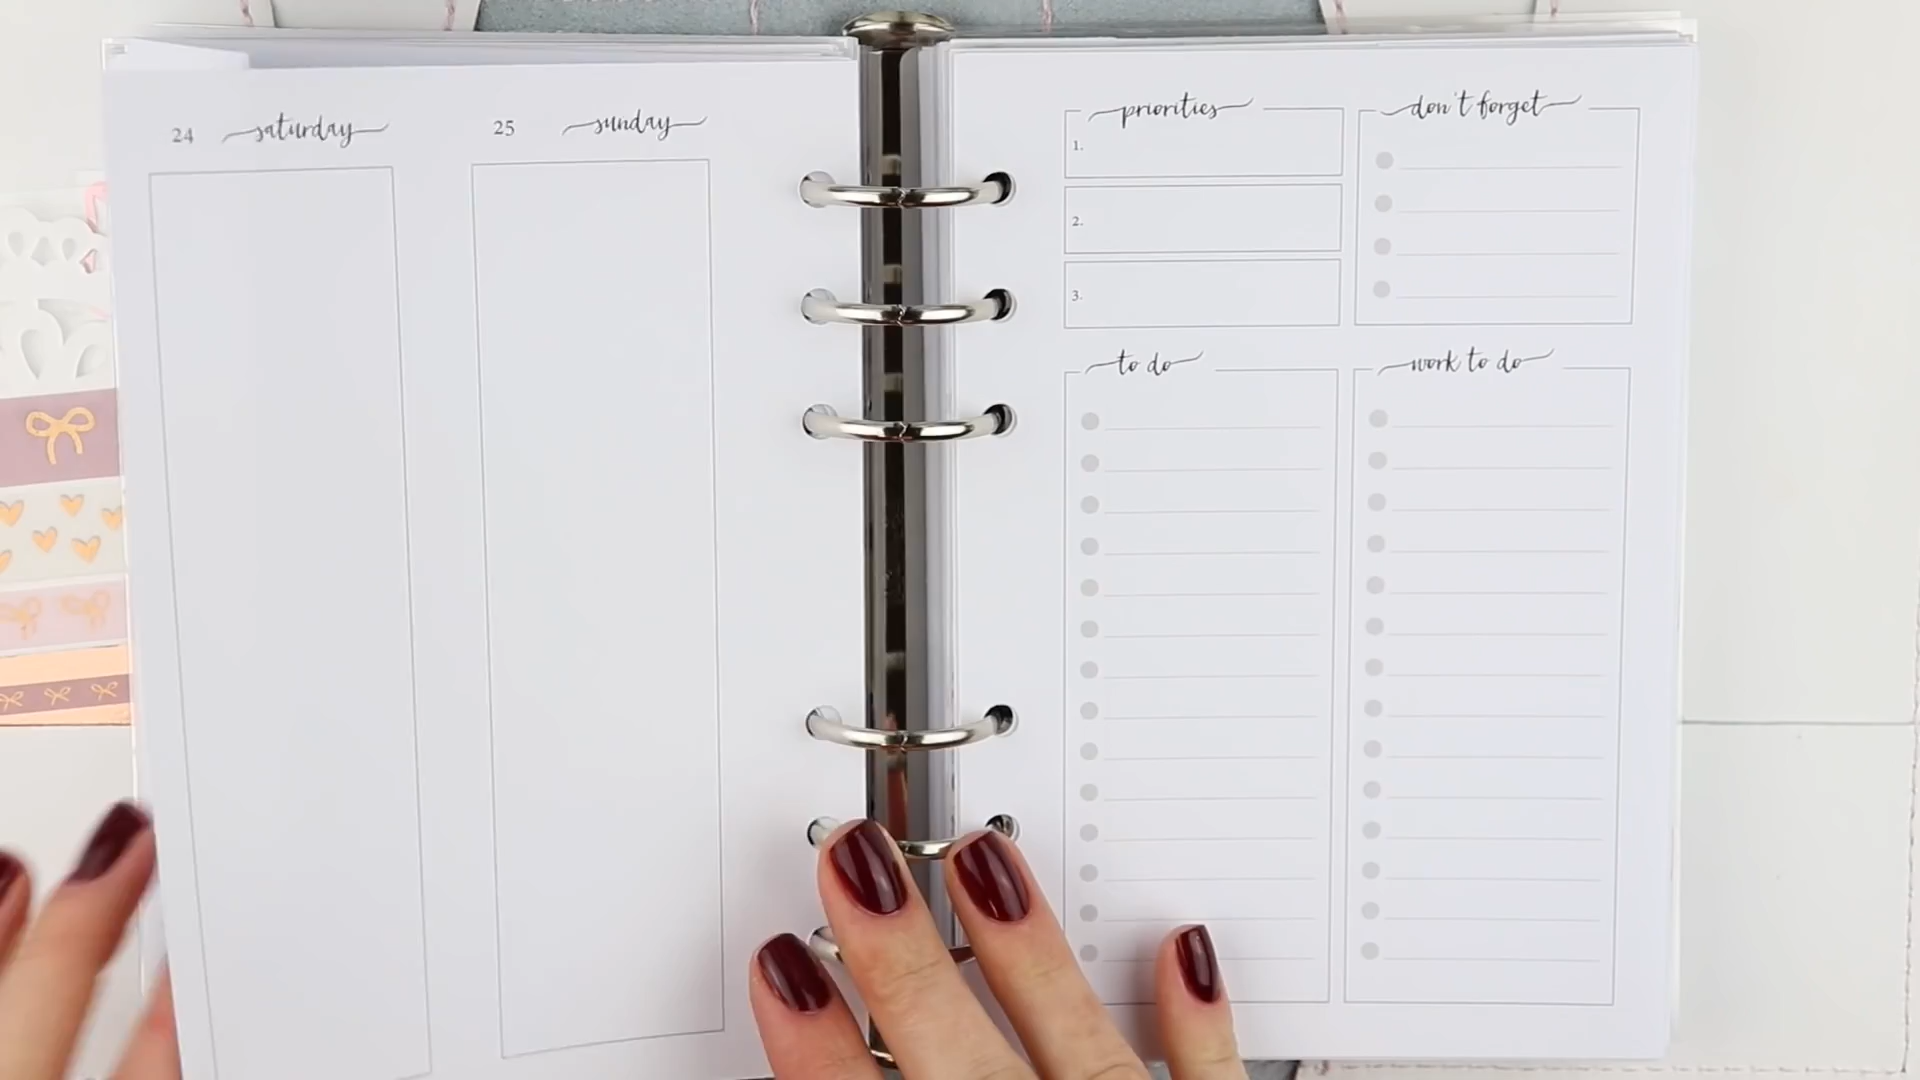 24 saturday
25 sunday
priorities
1.
2.
3.
don't forget
to do
work to do